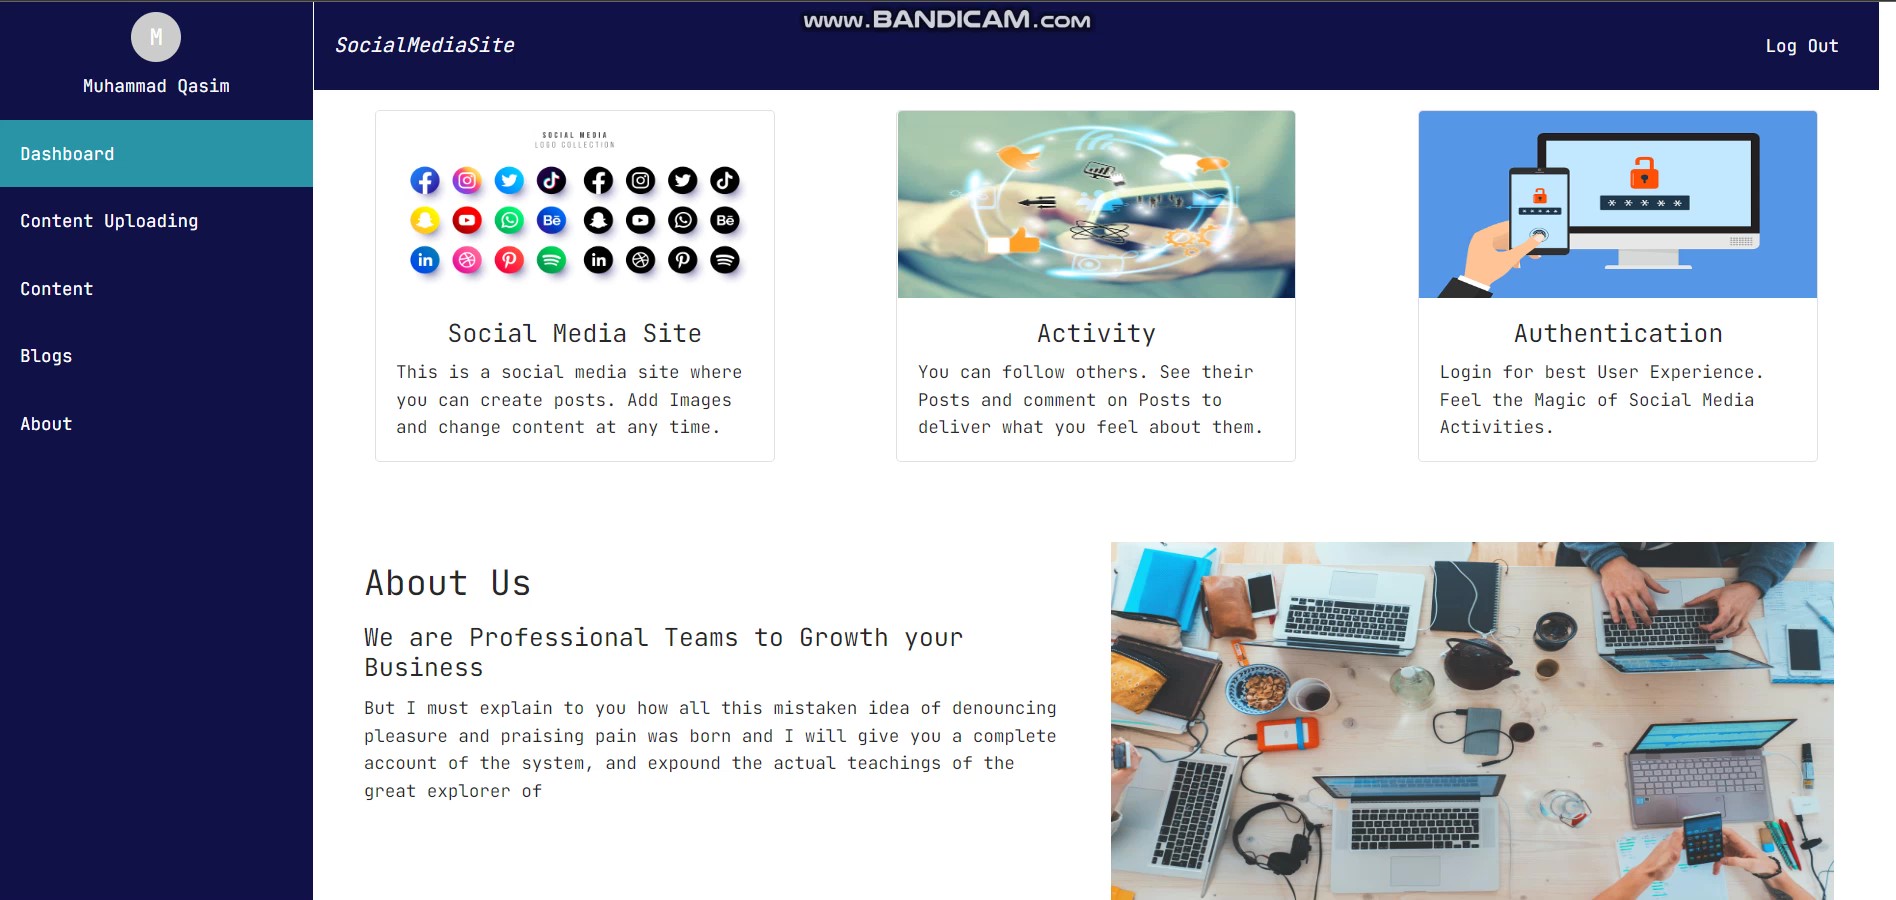 www.BANDICAM.com
M
Muhammad Qasim
Dashboard
Content Uploading
Content
Blogs
About
SocialMediaSite
Log Out
SOCIAL MEDIA
LOGO COLLECTION
Bē
Bē
in
in
Social Media Site
This is a social media site where
you can create posts. Add Images
and change content at any time.
Activity
You can follow others. See their
Posts and comment on Posts to
deliver what you feel about them.
* * * * *
Authentication
Login for best User Experience.
Feel the Magic of Social Media
Activities.
About Us
We are Professional Teams to Growth your
Business
But I must explain to you how all this mistaken idea of denouncing
pleasure and praising pain was born and I will give you a complete
account of the system, and expound the actual teachings of the
great explorer of